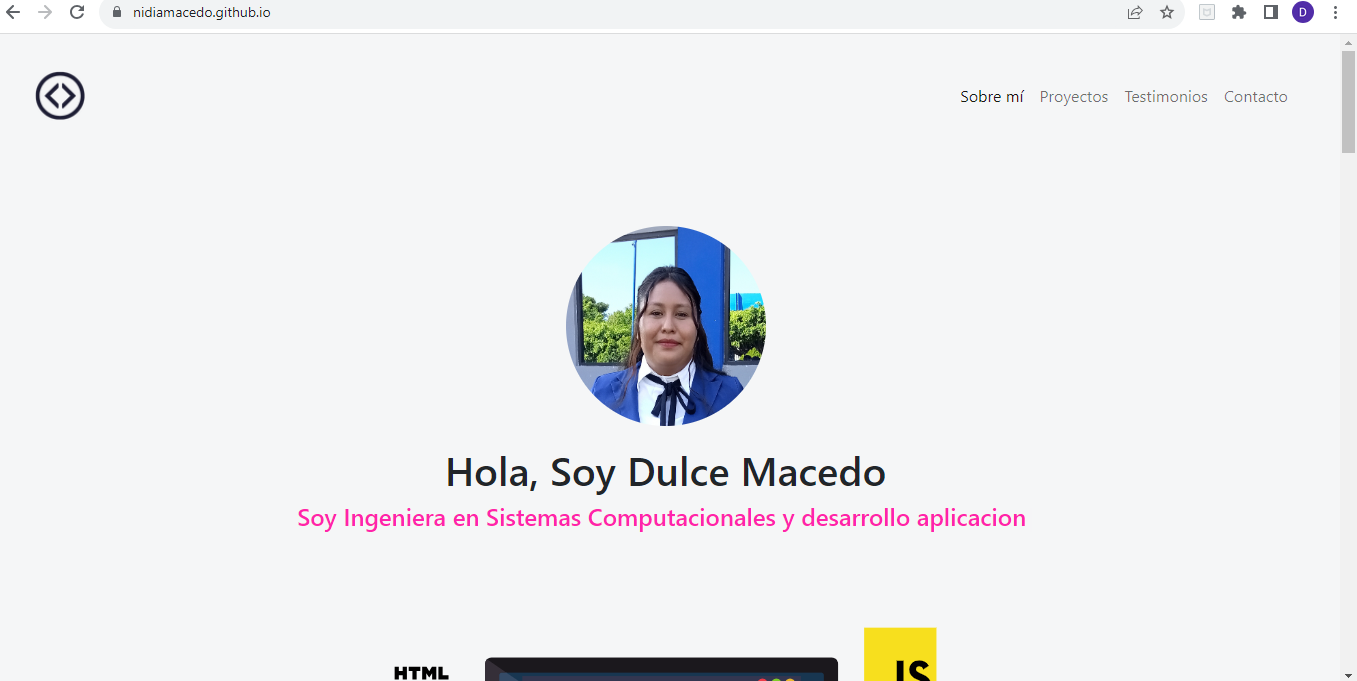 nidiamacedo.github.io
D
Sobre mí Proyectos Testimonios Contacto
Hola, Soy Dulce Macedo
Soy Ingeniera en Sistemas Computacionales y desarrollo aplicacion
HTML
JS